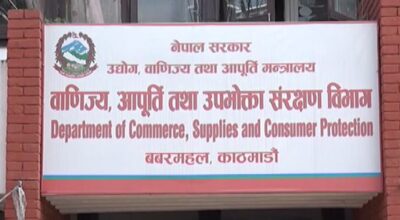 नेपाल सरकार
उद्योग, वाणिज्य तथा आपूर्ति मन्त्रालय
वाणिज्य, आपूर्ति तथा उपभोक्ता संरक्षण विभाग
Department of Commerce, Supplies and Consumer Protection
बबरमहल, काठमाडौं